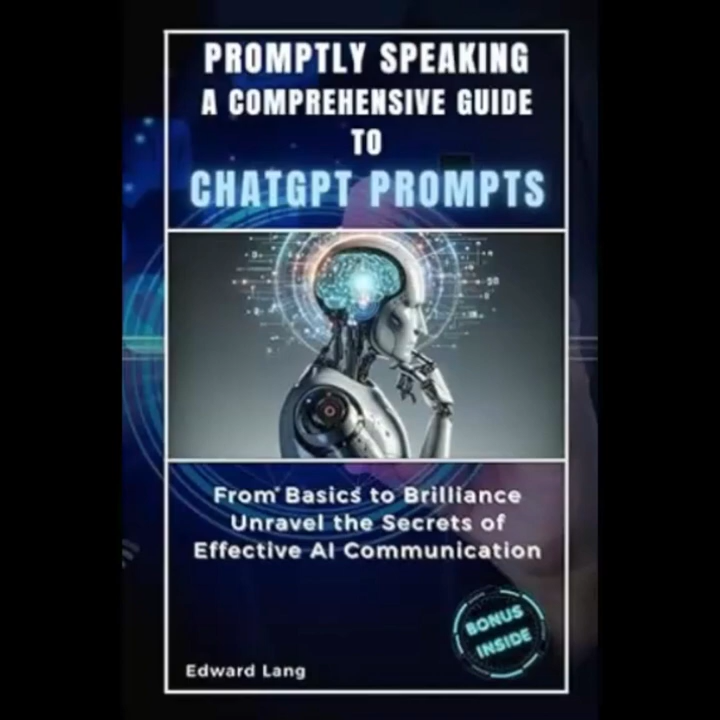 PROMPTLY SPEAKING
A COMPREHENSIVE GUIDE
TO
CHATGPT PROMPTS
From Basics to Brilliance
Unravel the Secrets of
Effective AI Communication
BONUS
INSIDE
Edward Lang